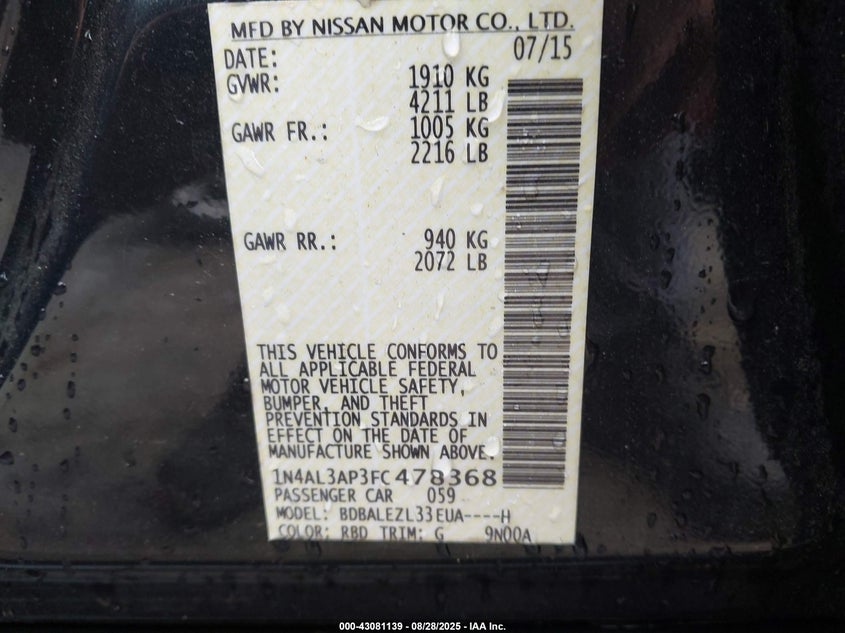 MFD BY NISSAN MOTOR CO., LTD.
DATE: 07/15
GVWR: 1910 KG
4211 LB
GAWR FR.: 1005 KG
2216 LB
GAWR RR.: 940 KG
2072 LB
THIS VEHICLE CONFORMS TO
ALL APPLICABLE FEDERAL
MOTOR VEHICLE SAFETY,
BUMPER, AND THEFT
PREVENTION STANDARDS IN
EFFECT ON THE DATE OF
MANUFACTURE SHOWN ABOVE.
1N4AL3AP3FC478368
PASSENGER CAR 059
MODEL: BDBALEZL33EUA----H
COLOR: RBD TRIM: G 9N00A
000-43081139 - 08/28/2025 - IAA Inc.